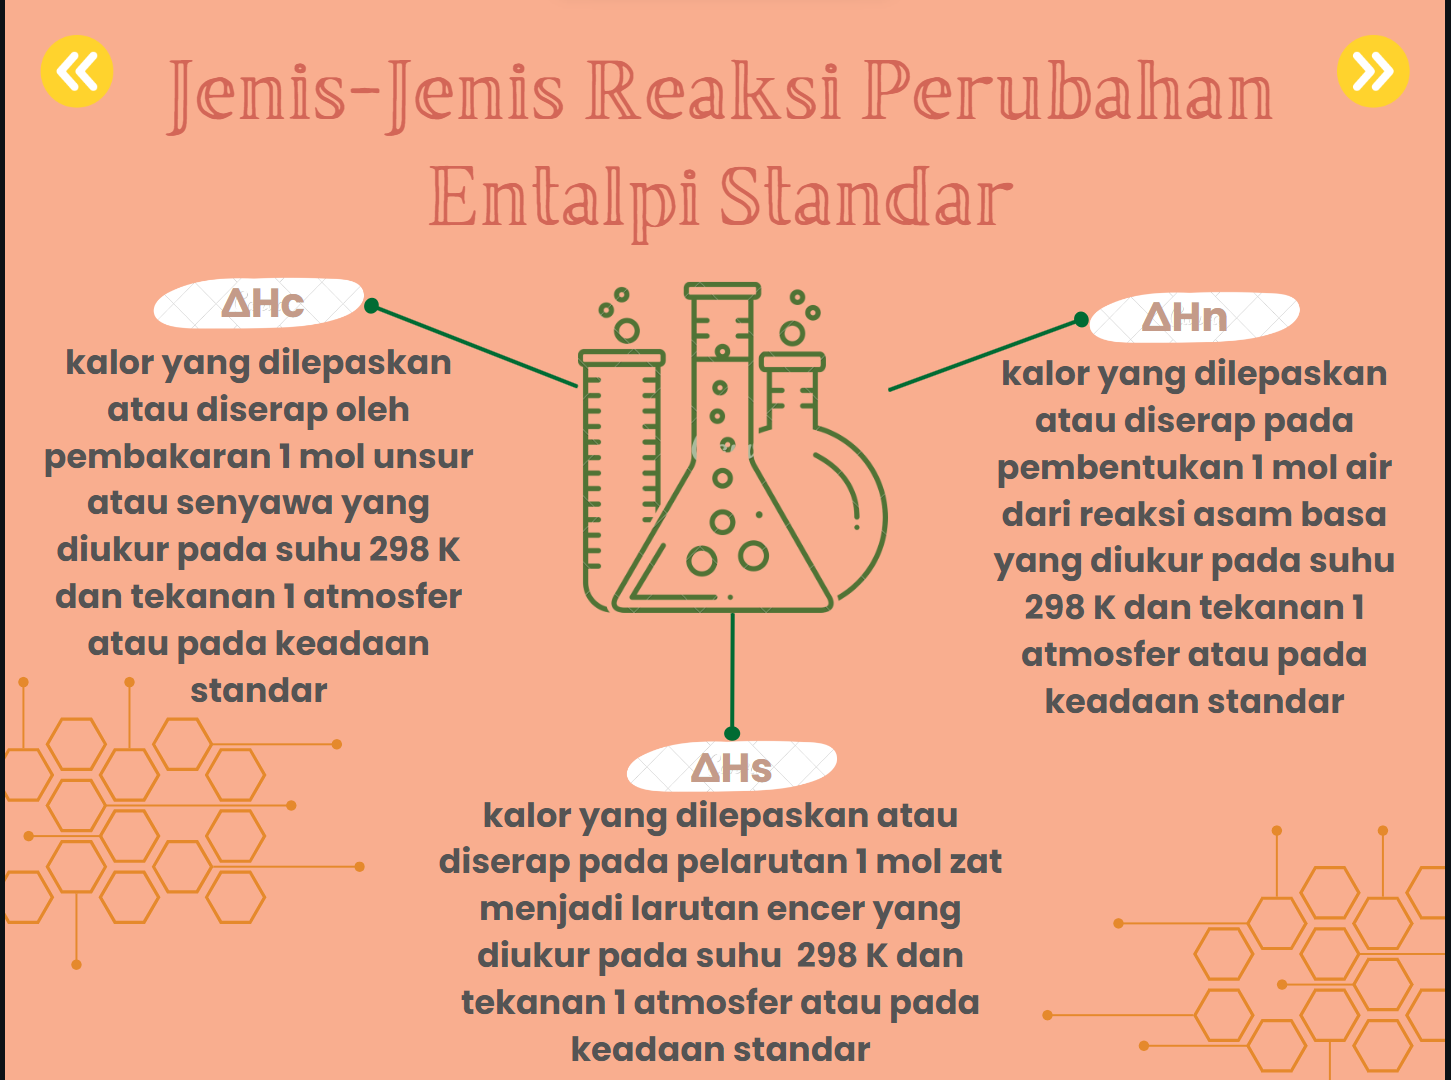 Jenis-Jenis Reaksi Perubahan
Entalpi Standar
ΔHc
kalor yang dilepaskan
atau diserap oleh
pembakaran 1 mol unsur
atau senyawa yang
diukur pada suhu 298 K
dan tekanan 1 atmosfer
atau pada keadaan
standar
ΔHn
kalor yang dilepaskan
atau diserap pada
pembentukan 1 mol air
dari reaksi asam basa
yang diukur pada suhu
298 K dan tekanan 1
atmosfer atau pada
keadaan standar
ΔHs
kalor yang dilepaskan atau
diserap pada pelarutan 1 mol zat
menjadi larutan encer yang
diukur pada suhu  298 K dan
tekanan 1 atmosfer atau pada
keadaan standar